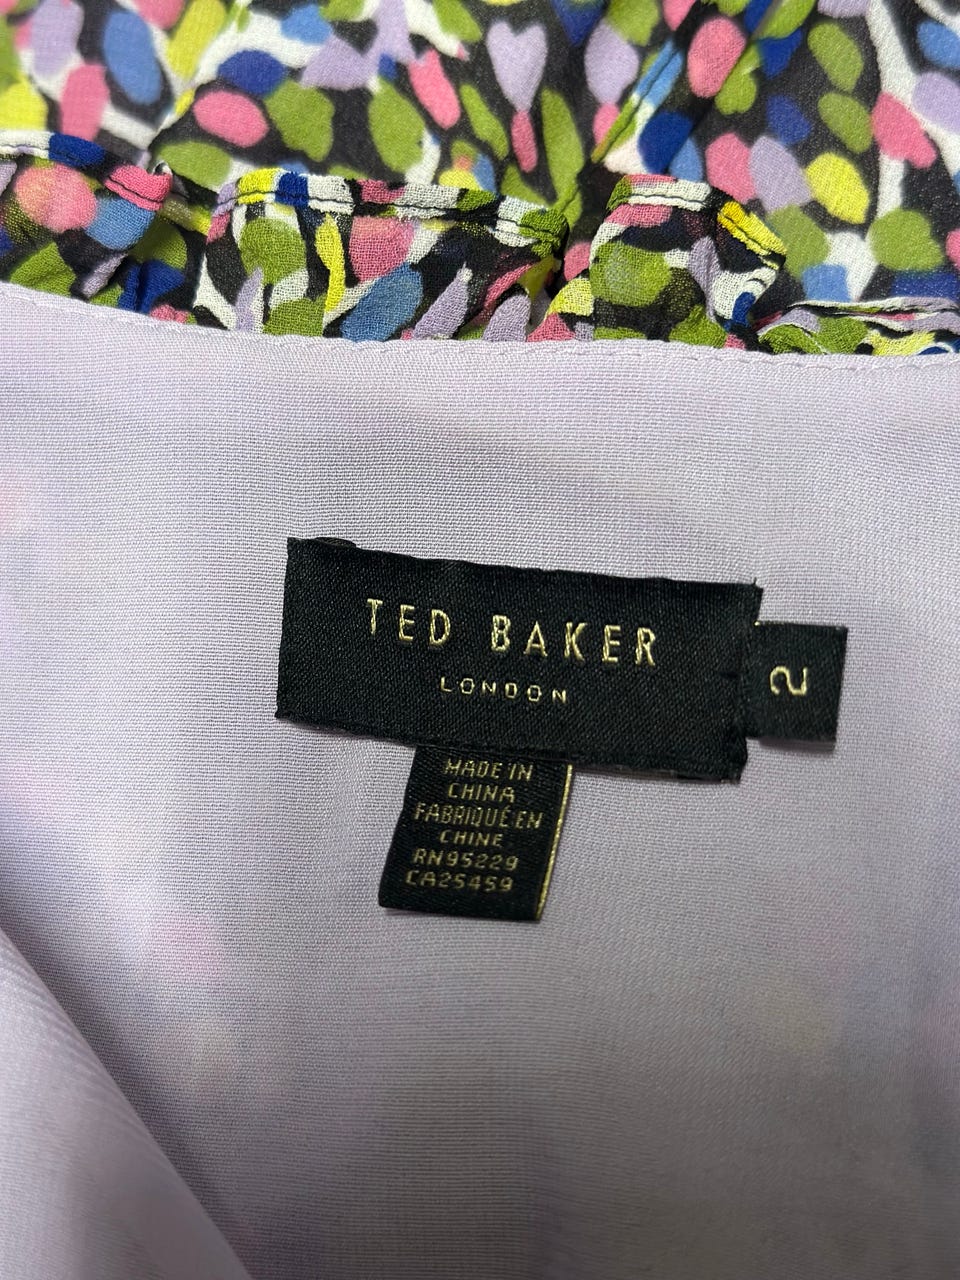 TED BAKER
LONDON
2
MADE IN
CHINA
FABRIQUÉ EN
CHINE
RN95229
CA25459